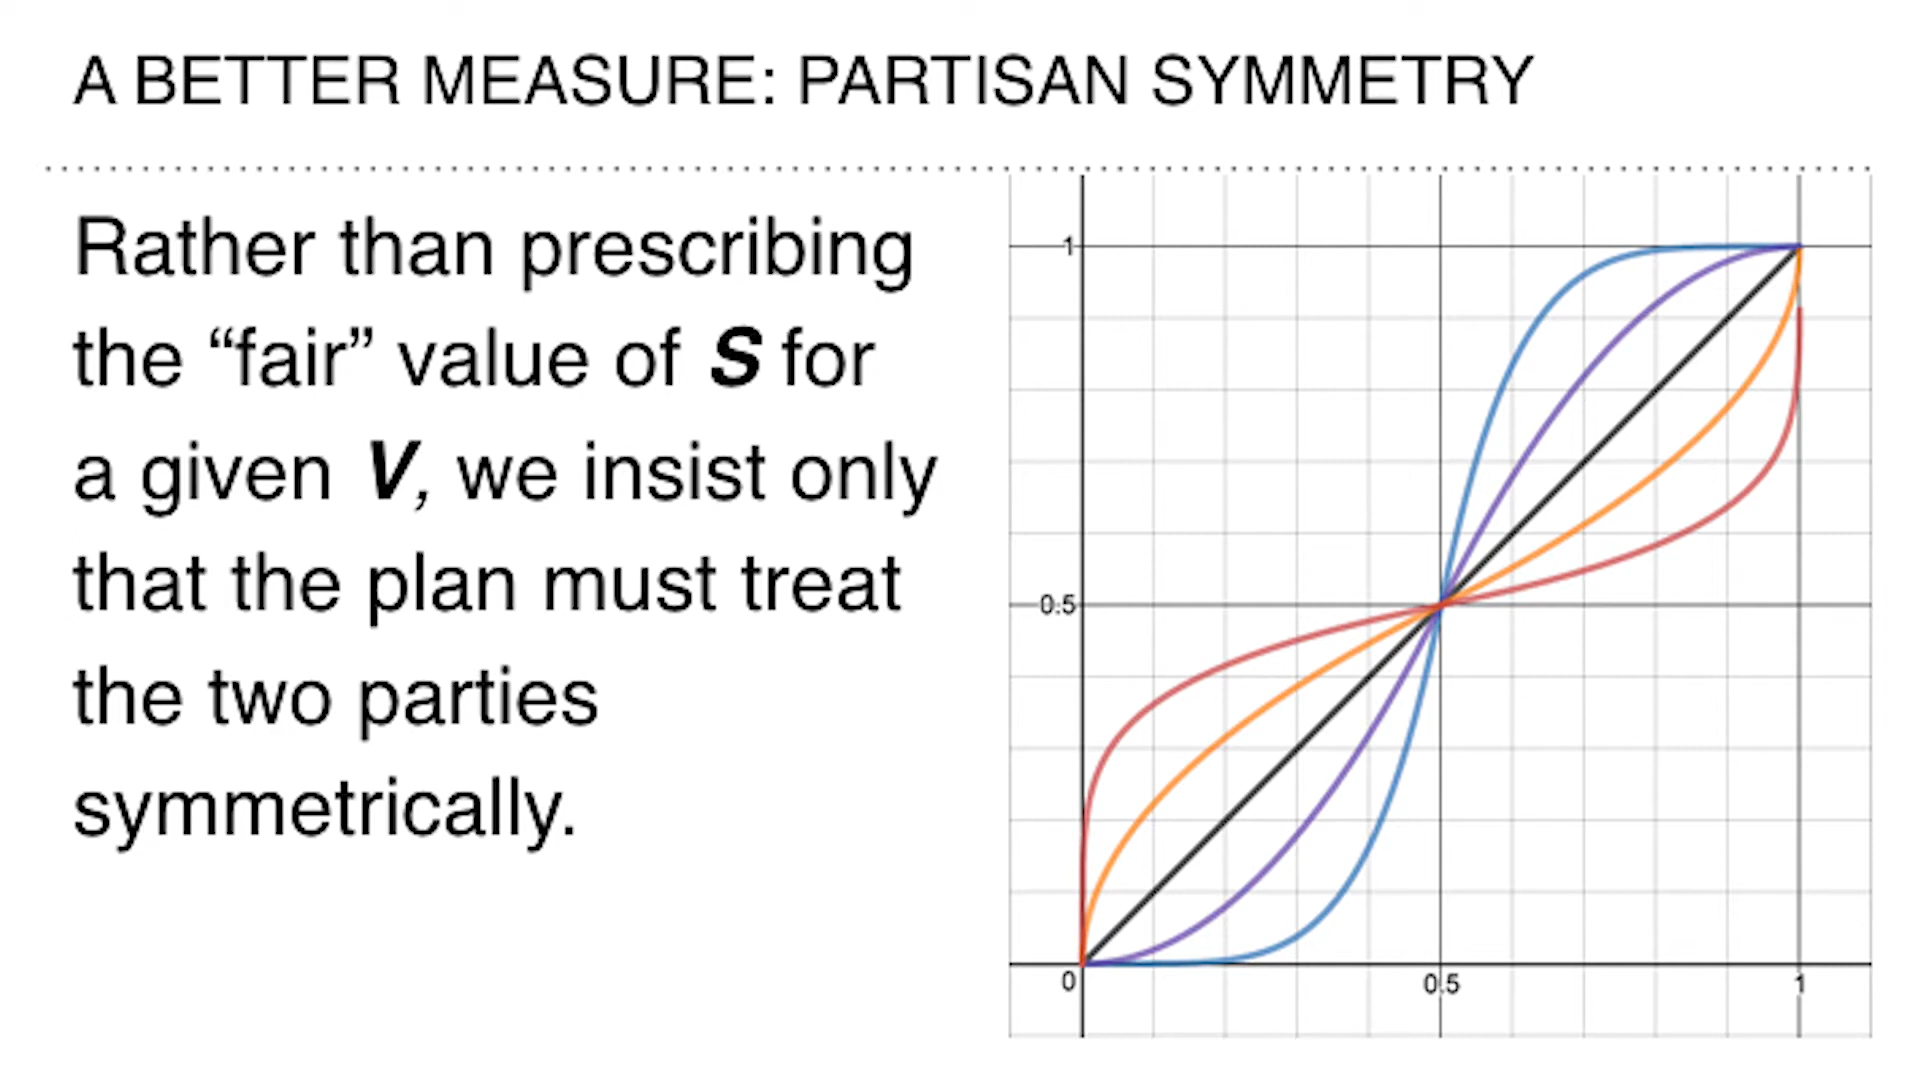 A BETTER MEASURE: PARTISAN SYMMETRY
Rather than prescribing
the “fair” value of S for
a given V, we insist only
that the plan must treat
the two parties
symmetrically.
1
0.5
0
0.5
1